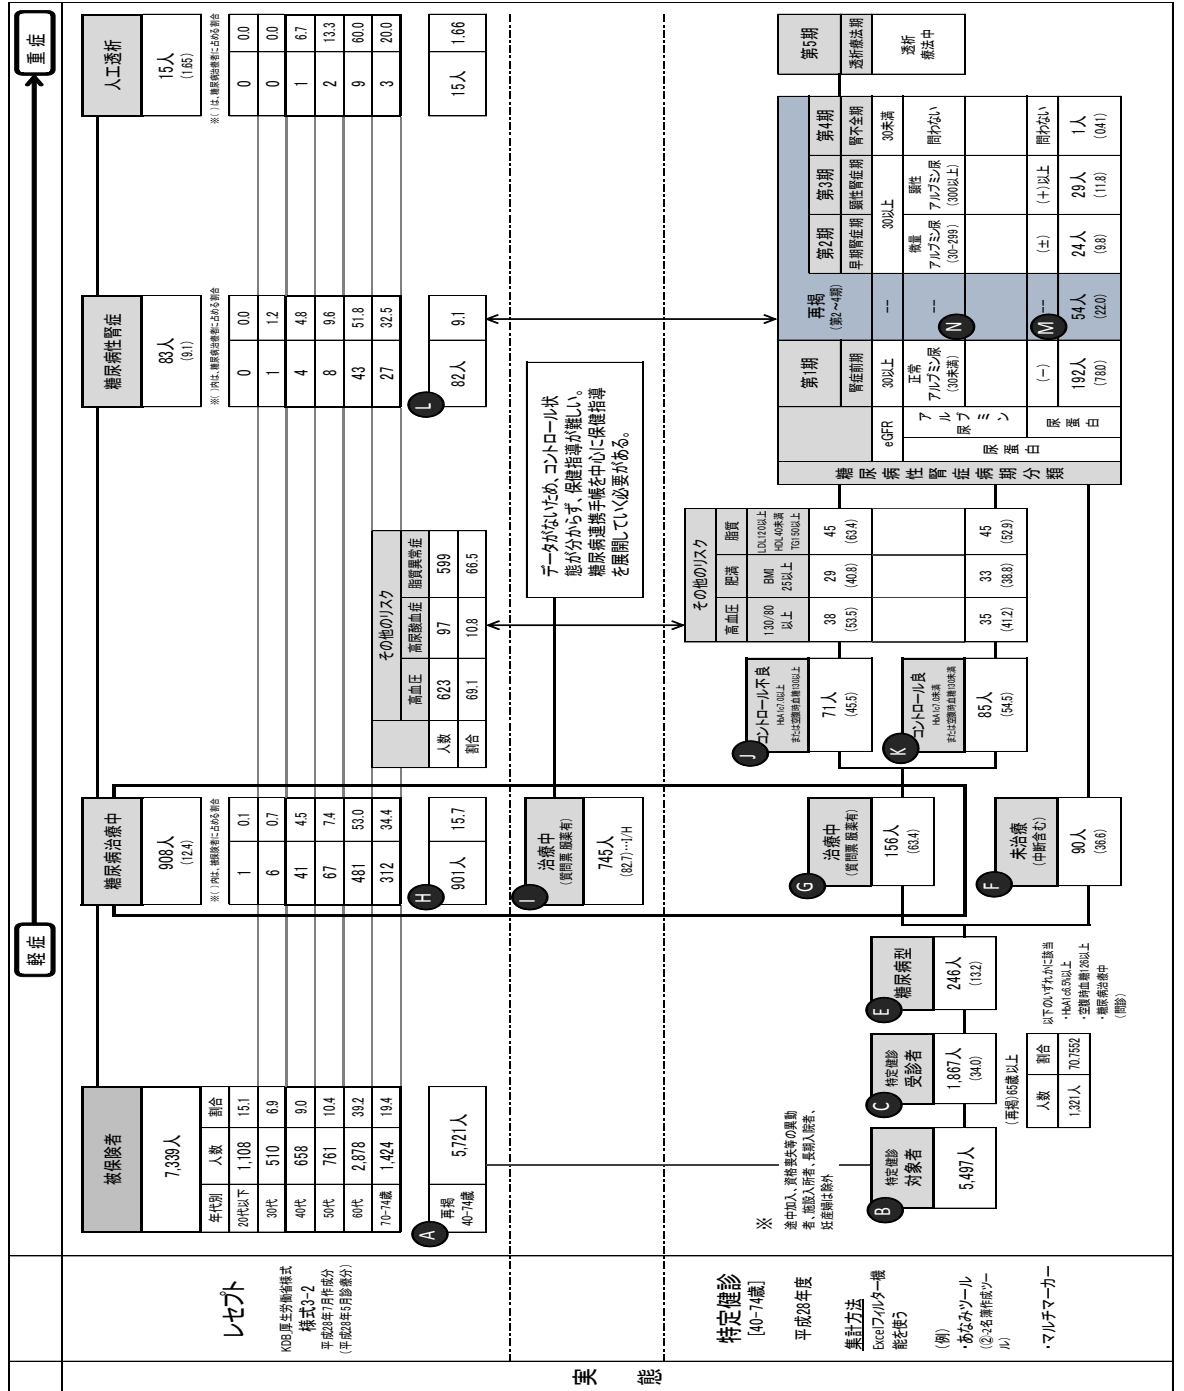 軽症
重症
実態
レセプト
KDB厚生労働省様式
様式3-2
平成28年7月作成分
(平成28年5月診療分)
被保険者
7,339人
年代別 人数 割合
20代以下 1,108 15.1
30代 510 6.9
40代 658 9.0
50代 761 10.4
60代 2,878 39.2
70-74歳 1,424 19.4
A
再掲
40-74歳
5,721人
糖尿病治療中
908人
(12.4)
※( )内は、被保険者に占める割合
1 0.1
6 0.7
41 4.5
67 7.4
481 53.0
312 34.4
H
901人 15.7
その他のリスク
高血圧 高尿酸血症 脂質異常症
人数 623 97 599
割合 69.1 10.8 66.5
糖尿病性腎症
83人
(9.1)
※( )内は、糖尿病治療者に占める割合
0 0.0
1 1.2
4 4.8
8 9.6
43 51.8
27 32.5
L
82人 9.1
人工透析
15人
(1.65)
※( )は、糖尿病治療者に占める割合
0 0.0
0 0.0
1 6.7
2 13.3
9 60.0
3 20.0
15人 1.66
I
治療中
(質問票 服薬有)
745人
(82.7)…I/H
データがないため、コントロール状
態が分からず、保健指導が難しい。
糖尿病連携手帳を中心に保健指導
を展開していく必要がある。
特定健診
[40-74歳]
平成28年度
集計方法
Excelフィルター機
能を使う
(例)
・あなみツール
(②-2名簿作成ツー
ル)
・マルチマーカー
※
途中加入、資格喪失等の異動
者、施設入所者、長期入院者、
妊産婦は除外
B
特定健診
対象者
5,497人
C
特定健診
受診者
1,867人
(34.0)
(再掲)65歳以上
人数 割合
1,321人 70.7552
E
糖尿病型
246人
(13.2)
以下のいずれかに該当
・HbA1c6.5%以上
・空腹時血糖126以上
・糖尿病治療中
(問診)
G
治療中
(質問票 服薬有)
156人
(63.4)
F
未治療
(中断含む)
90人
(36.6)
J
コントロール不良
HbA1c7.0以上
または空腹時血糖130以上
71人
(45.5)
K
コントロール良
HbA1c7.0未満
または空腹時血糖130未満
85人
(54.5)
その他のリスク
高血圧 肥満 脂質
130/80
以上
BMI
25以上
LDL120以上
HDL40未満
TG150以上
38
(53.5)
29
(40.8)
45
(63.4)
35
(41.2)
33
(38.8)
45
(52.9)
糖尿病性腎症病期分類
第1期
再掲
(第2～4期)
第2期 第3期 第4期 第5期
腎症前期 早期腎症期 顕性腎症期 腎不全期 透析療法期
eGFR 30以上 -- 30以上 30未満
透析
療法中
尿蛋白
尿アルブミン
正常
アルブミン尿
(30未満)
--
微量
アルブミン尿
(30-299)
顕性
アルブミン尿
(300以上)
問わない
N
尿蛋白
(－) -- (±) (+)以上 問わない
M
192人
(78.0)
54人
(22.0)
24人
(9.8)
29人
(11.8)
1人
(0.41)